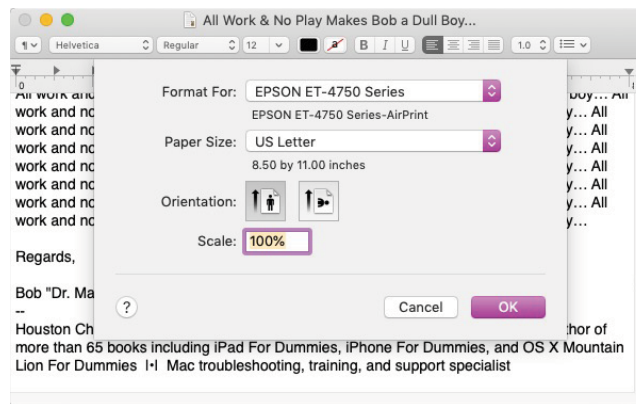 All Work & No Play Makes Bob a Dull Boy...
¶ Helvetica Regular 12 a B I U 1.0
0
All work and boy… All
work and no y… All
work and no y… All
work and no y… All
work and no y… All
work and no y… All
work and no y… All
work and no y…
Format For: EPSON ET-4750 Series
EPSON ET-4750 Series-AirPrint
Paper Size: US Letter
8.50 by 11.00 inches
Orientation:
Scale: 100%
? Cancel OK
Regards,
Bob "Dr. Ma
--
Houston Ch thor of
more than 65 books including iPad For Dummies, iPhone For Dummies, and OS X Mountain
Lion For Dummies |•| Mac troubleshooting, training, and support specialist